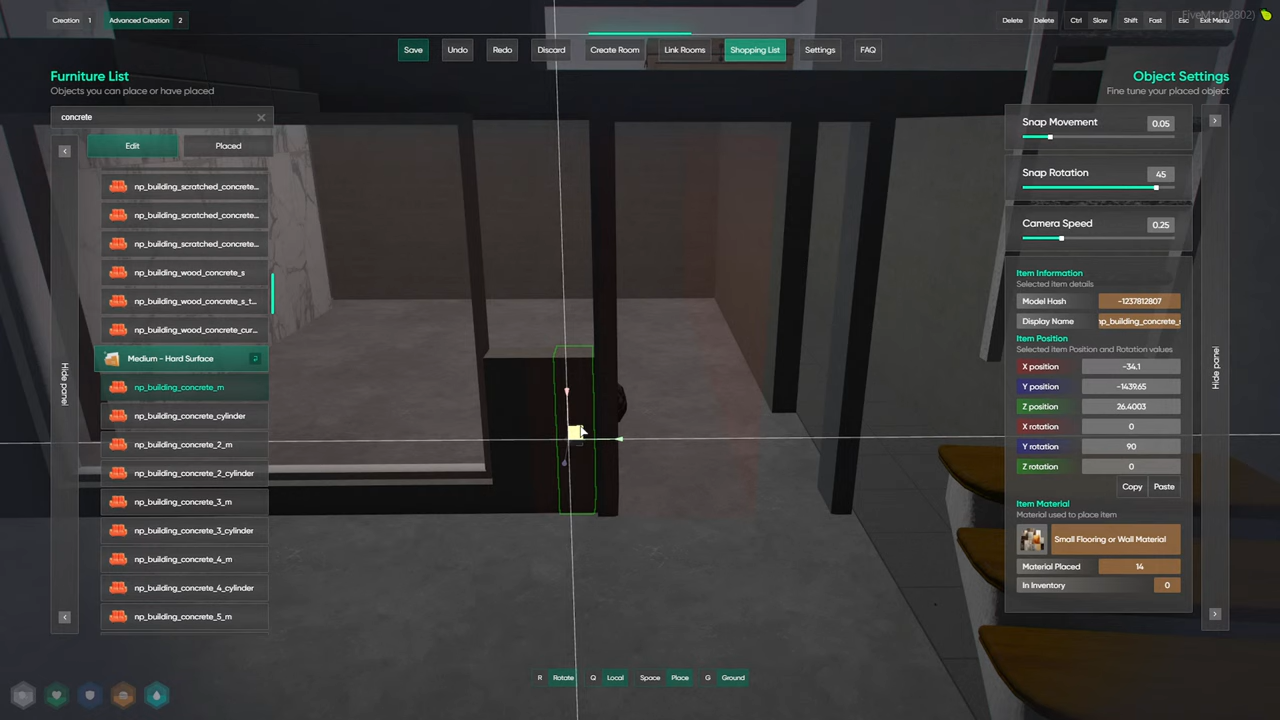 Creation 1 Advanced Creation 2
Delete Delete Ctrl Slow Shift Fast Esc Exit Menu
FiveM* (b2802)
Save Undo Redo Discard Create Room Link Rooms Shopping List Settings FAQ
Furniture List
Objects you can place or have placed
concrete
Edit Placed
np_building_scratched_concrete...
np_building_scratched_concrete...
np_building_scratched_concrete...
np_building_wood_concrete_s
np_building_wood_concrete_s_t...
np_building_wood_concrete_cur...
Medium - Hard Surface
np_building_concrete_m
np_building_concrete_cylinder
np_building_concrete_2_m
np_building_concrete_2_cylinder
np_building_concrete_3_m
np_building_concrete_3_cylinder
np_building_concrete_4_m
np_building_concrete_4_cylinder
np_building_concrete_5_m
Hide panel
Object Settings
Fine tune your placed object
Snap Movement 0.05
Snap Rotation 45
Camera Speed 0.25
Item Information
Selected item details
Model Hash -1237812807
Display Name np_building_concrete_s
Item Position
Selected item Position and Rotation values
X position -34.1
Y position -1439.65
Z position 26.4003
X rotation 0
Y rotation 90
Z rotation 0
Copy Paste
Item Material
Material used to place item
Small Flooring or Wall Material
Material Placed 14
In Inventory 0
Hide panel
R Rotate Q Local Space Place G Ground